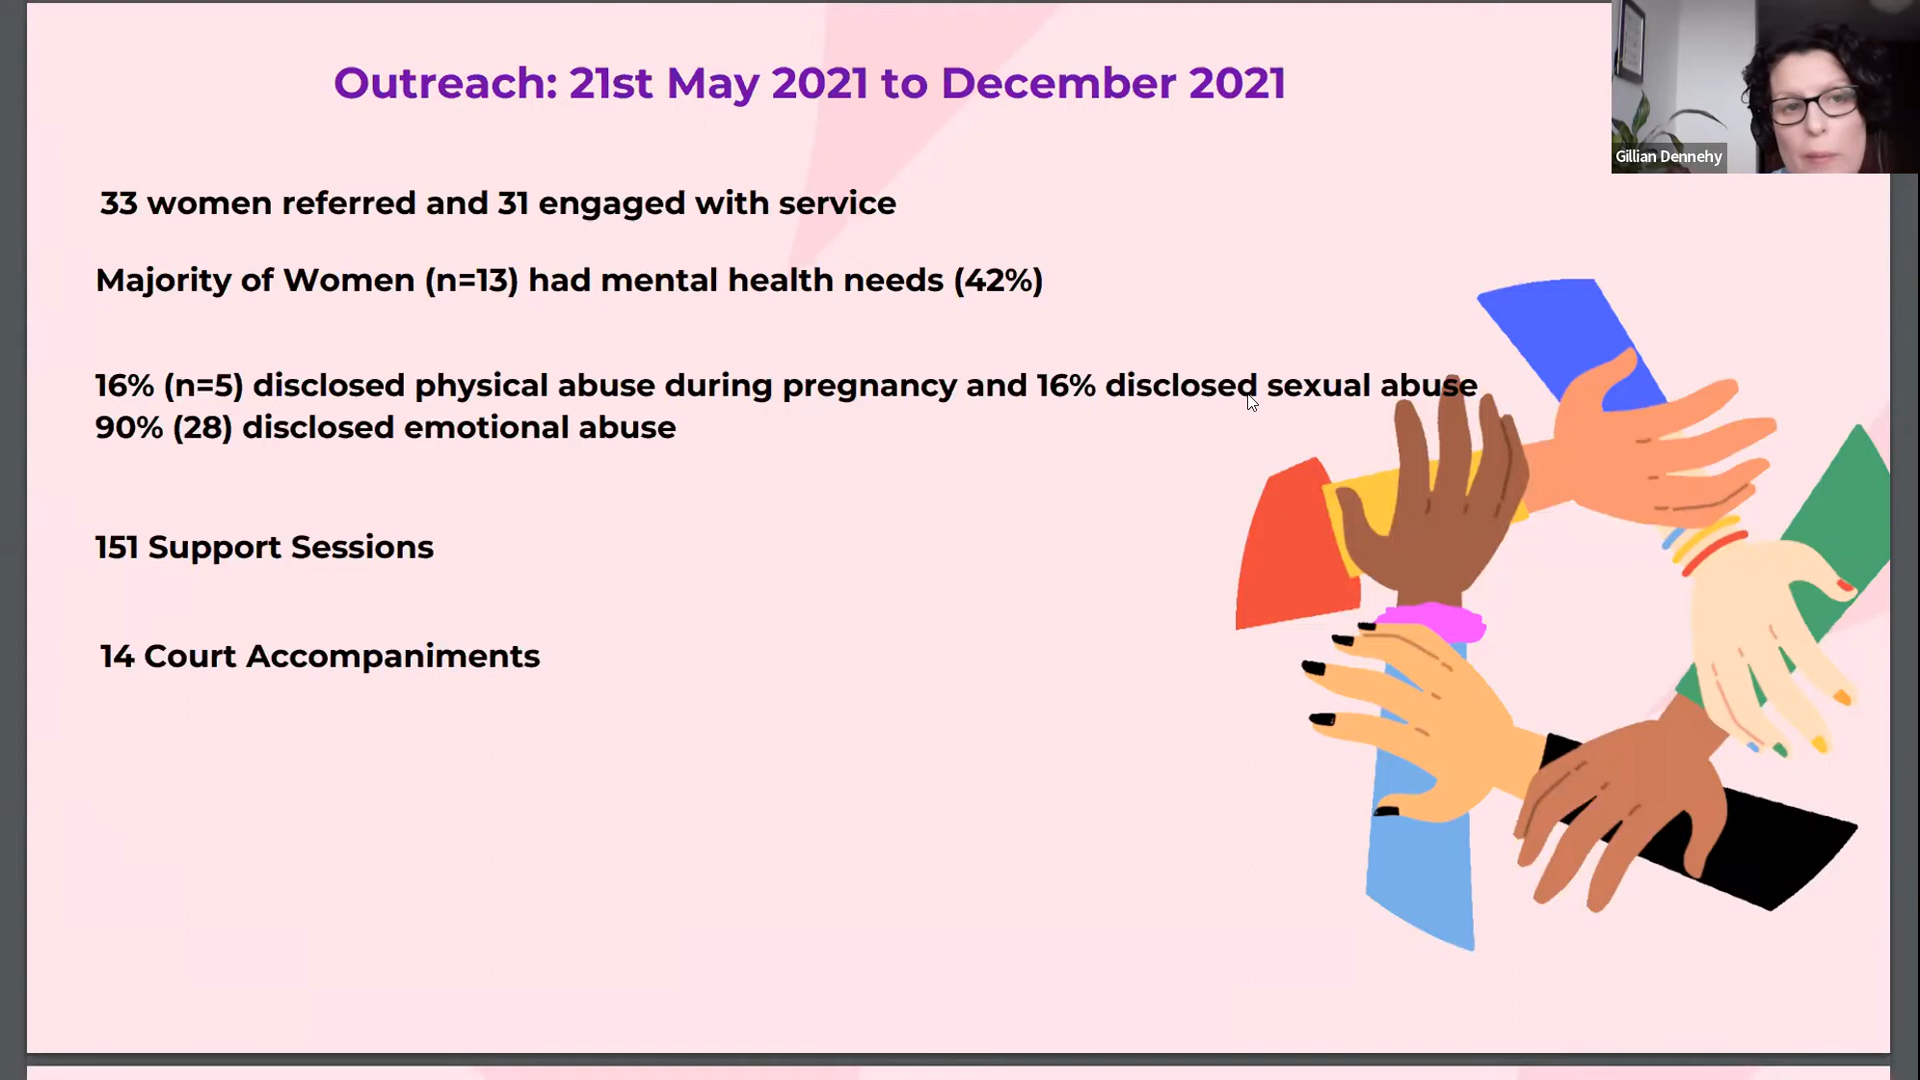 Outreach: 21st May 2021 to December 2021
Gillian Dennehy
33 women referred and 31 engaged with service
Majority of Women (n=13) had mental health needs (42%)
16% (n=5) disclosed physical abuse during pregnancy and 16% disclosed sexual abuse
90% (28) disclosed emotional abuse
151 Support Sessions
14 Court Accompaniments